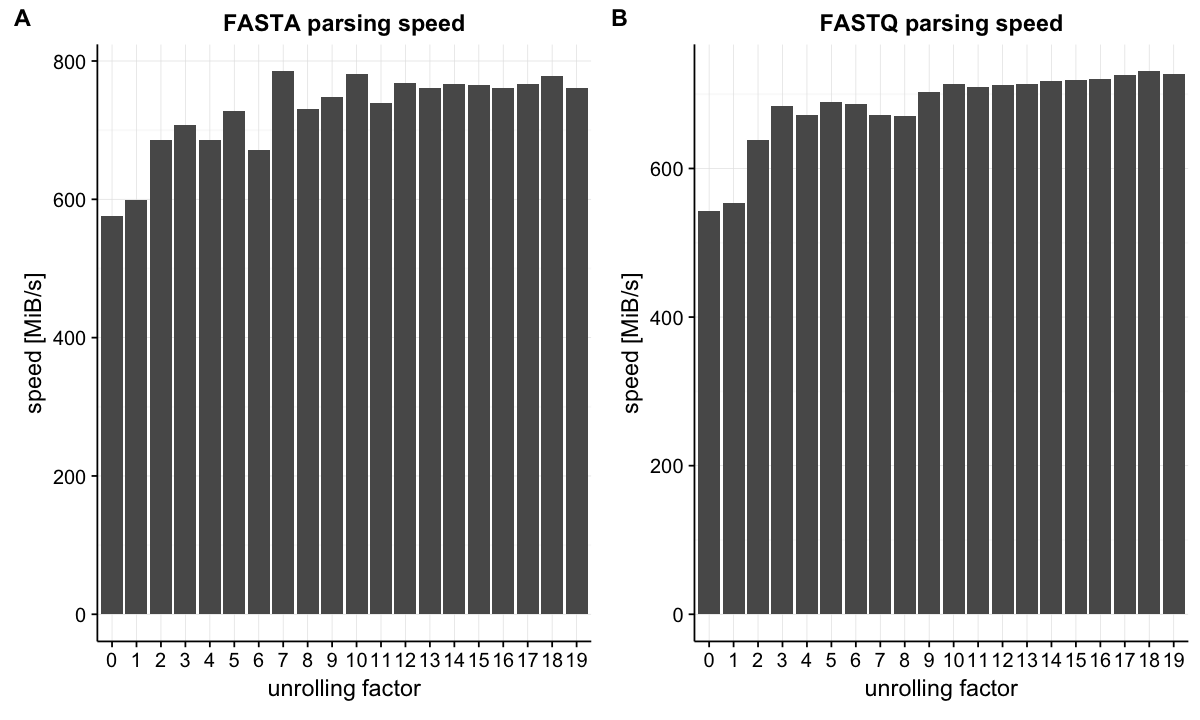 A
FASTA parsing speed
speed [MiB/s]
800
600
400
200
0
0 1 2 3 4 5 6 7 8 9 10 11 12 13 14 15 16 17 18 19
unrolling factor
B
FASTQ parsing speed
speed [MiB/s]
600
400
200
0
0 1 2 3 4 5 6 7 8 9 10 11 12 13 14 15 16 17 18 19
unrolling factor